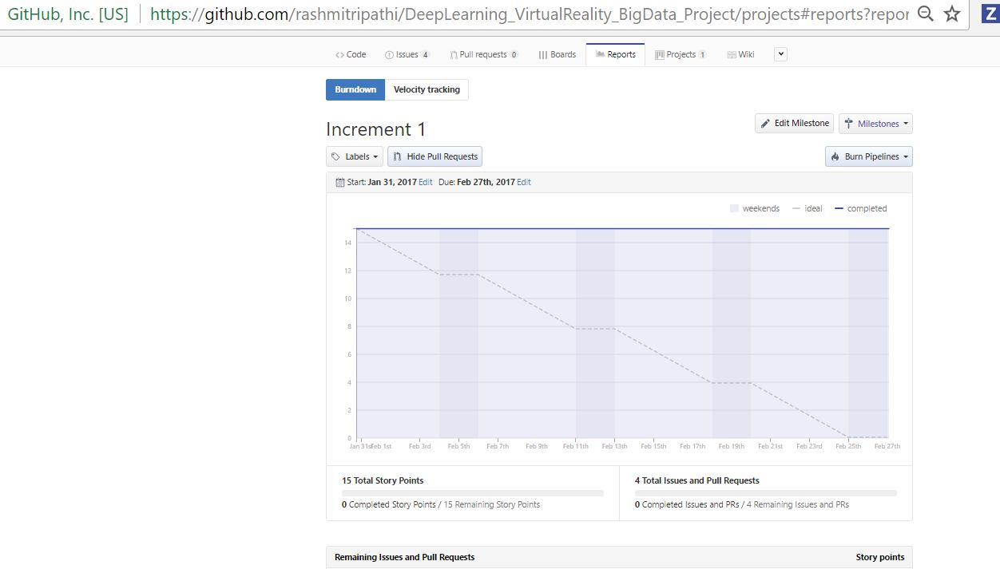 GitHub, Inc. [US] https://github.com/rashmitripathi/DeepLearning_VirtualReality_BigData_Project/projects#reports?repor
Z
Code Issues 4 Pull requests 0 Boards Reports Projects 1 Wiki
Burndown Velocity tracking
Increment 1
Edit Milestone Milestones
Labels Hide Pull Requests Burn Pipelines
Start: Jan 31, 2017 Edit Due: Feb 27th, 2017 Edit
weekends ideal completed
14
12
10
8
6
4
2
0
Jan 31st Feb 1st Feb 3rd Feb 5th Feb 7th Feb 9th Feb 11th Feb 13th Feb 15th Feb 17th Feb 19th Feb 21st Feb 23rd Feb 25th Feb 27th
15 Total Story Points 4 Total Issues and Pull Requests
0 Completed Story Points / 15 Remaining Story Points 0 Completed Issues and PRs / 4 Remaining Issues and PRs
Remaining Issues and Pull Requests Story points